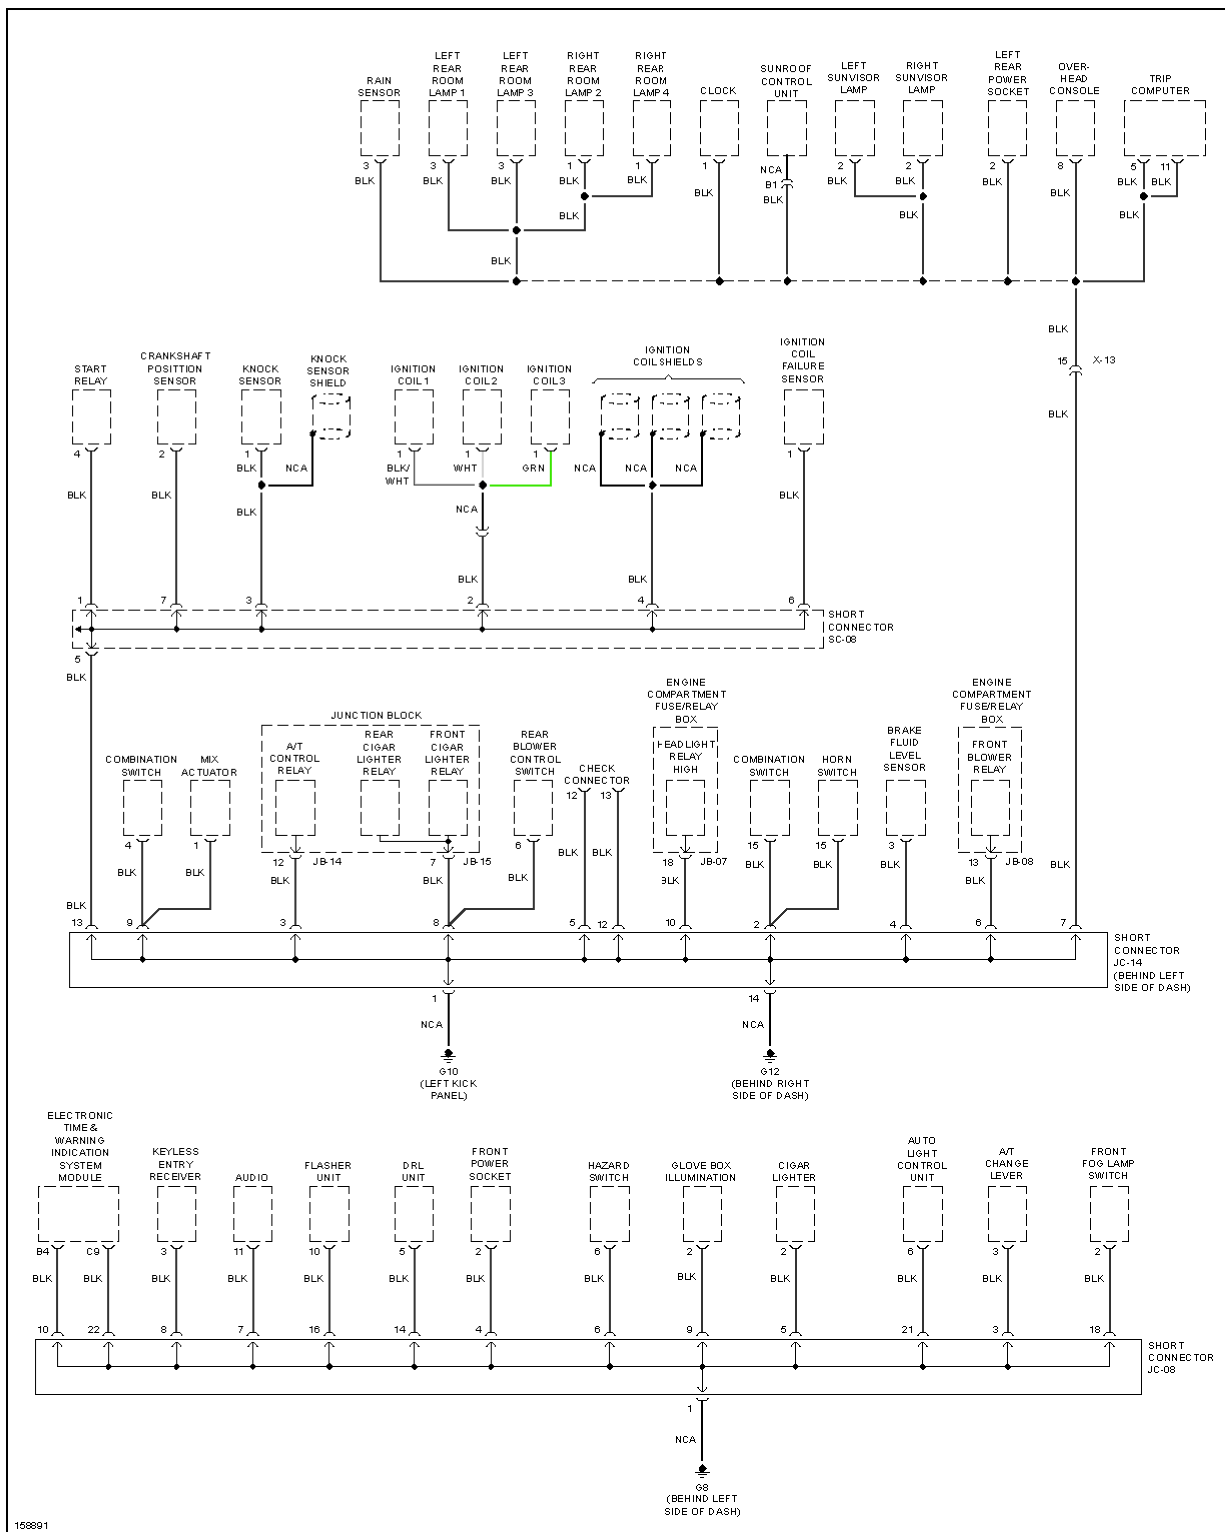 RAIN
SENSOR
LEFT
REAR
ROOM
LAMP 1
LEFT
REAR
ROOM
LAMP 3
RIGHT
REAR
ROOM
LAMP 2
RIGHT
REAR
ROOM
LAMP 4
CLOCK
SUNROOF
CONTROL
UNIT
LEFT
SUNVISOR
LAMP
RIGHT
SUNVISOR
LAMP
LEFT
REAR
POWER
SOCKET
OVER-
HEAD
CONSOLE
TRIP
COMPUTER
3 3 3 1 1 1 2 2 2 8 5 11
BLK BLK BLK BLK BLK BLK NCA BLK BLK BLK BLK BLK BLK
B1
BLK
BLK BLK BLK
BLK
BLK
15 X-13
BLK
START
RELAY
CRANKSHAFT
POSITTION
SENSOR
KNOCK
SENSOR
KNOCK
SENSOR
SHIELD
IGNITION
COIL 1
IGNITION
COIL2
IGNITION
COIL3
IGNITION
COIL SHIELDS
IGNITION
COIL
FAILURE
SENSOR
4 2 1 1 1 1 1
BLK NCA BLK/
WHT
WHT GRN NCA NCA NCA
BLK BLK BLK NCA BLK
BLK BLK
1 7 3 2 4 6
SHORT
CONNECTOR
SC-08
5
BLK
COMBINATION
SWITCH
MIX
ACTUATOR
JUNCTION BLOCK
A/T
CONTROL
RELAY
REAR
CIGAR
LIGHTER
RELAY
FRONT
CIGAR
LIGHTER
RELAY
REAR
BLOWER
CONTROL
SWITCH
CHECK
CONNECTOR
ENGINE
COMPARTMENT
FUSE/RELAY
BOX
HEADLIGHT
RELAY
HIGH
COMBINATION
SWITCH
HORN
SWITCH
BRAKE
FLUID
LEVEL
SENSOR
ENGINE
COMPARTMENT
FUSE/RELAY
BOX
FRONT
BLOWER
RELAY
12 13
4 1 6 15 15 3
12 JB-14 7 JB-15 18 JB-07 13 JB-08
BLK BLK BLK BLK BLK BLK BLK BLK BLK BLK BLK BLK BLK
BLK
13 9 3 8 5 12 10 2 4 6 7
SHORT
CONNECTOR
JC-14
(BEHIND LEFT
SIDE OF DASH)
1 14
NCA NCA
G10
(LEFT KICK
PANEL)
G12
(BEHIND RIGHT
SIDE OF DASH)
ELECTRONIC
TIME &
WARNING
INDICATION
SYSTEM
MODULE
KEYLESS
ENTRY
RECEIVER
AUDIO
FLASHER
UNIT
DRL
UNIT
FRONT
POWER
SOCKET
HAZARD
SWITCH
GLOVE BOX
ILLUMINATION
CIGAR
LIGHTER
AUTO
LIGHT
CONTROL
UNIT
A/T
CHANGE
LEVER
FRONT
FOG LAMP
SWITCH
B4 C9 3 11 10 5 2 6 2 2 6 3 2
BLK BLK BLK BLK BLK BLK BLK BLK BLK BLK BLK BLK BLK
10 22 8 7 16 14 4 6 9 5 21 3 18
SHORT
CONNECTOR
JC-08
1
NCA
G8
(BEHIND LEFT
SIDE OF DASH)
158891